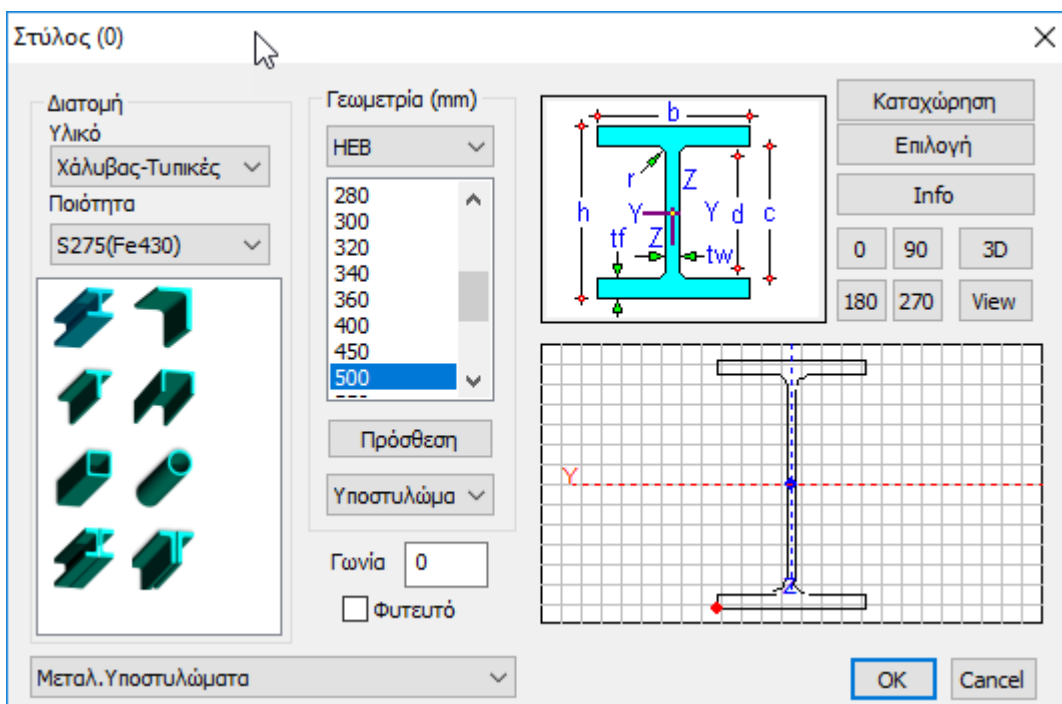 Στύλος (0)
Διατομή
Υλικό
Χάλυβας-Τυπικές
Ποιότητα
S275(Fe430)
Γεωμετρία (mm)
HEB
280
300
320
340
360
400
450
500
Πρόσθεση
Υποστυλώμα
Γωνία 0
Φυτευτό
b
r
Z
h Y Y d c
tf Z tw
Καταχώρηση
Επιλογή
Info
0 90 3D
180 270 View
Y
Z
Μεταλ.Υποστυλώματα
OK Cancel